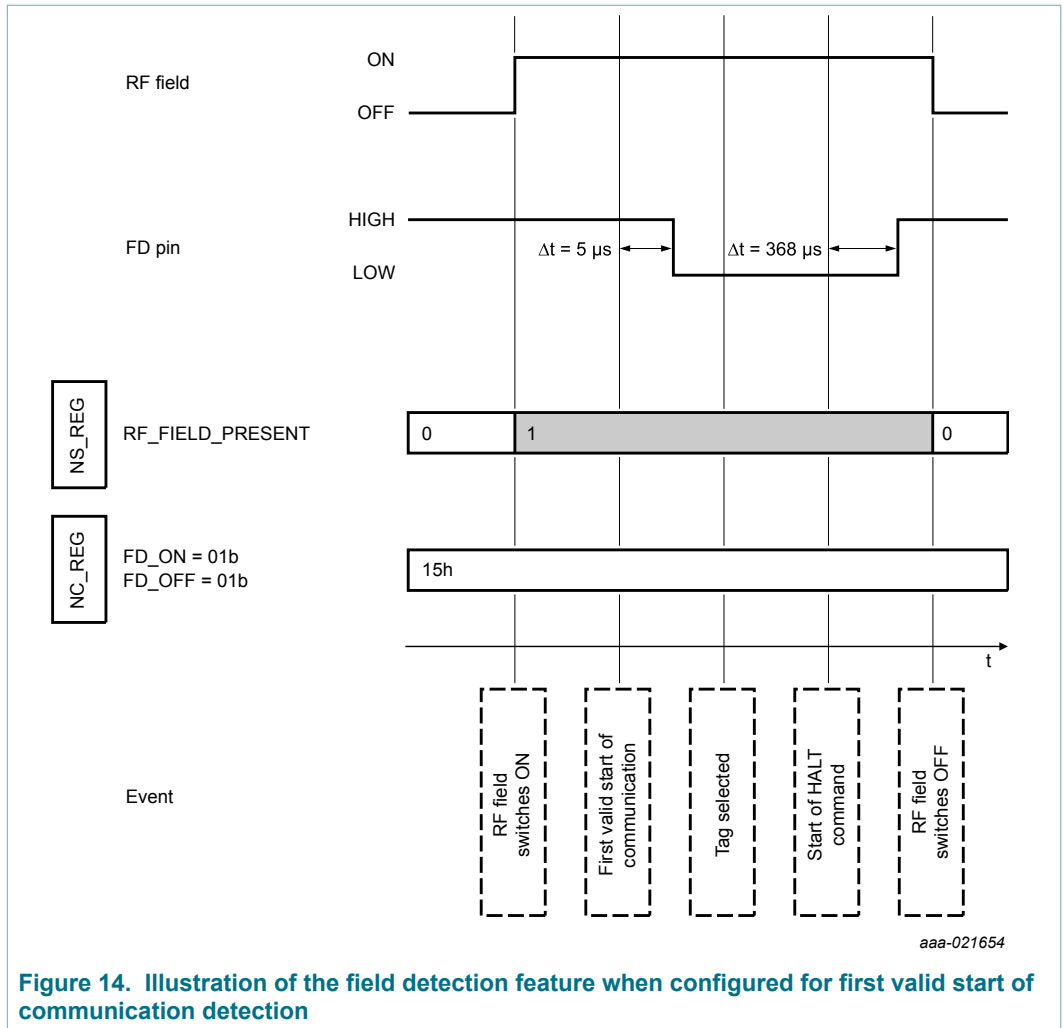 RF field
ON
OFF
FD pin
HIGH
LOW
Δt = 5 µs
Δt = 368 µs
NS_REG
RF_FIELD_PRESENT
0
1
0
NC_REG
FD_ON = 01b
FD_OFF = 01b
15h
t
Event
RF field
switches ON
First valid start of
communication
Tag selected
Start of HALT
command
RF field
switches OFF
aaa-021654
Figure 14. Illustration of the field detection feature when configured for first valid start of
communication detection